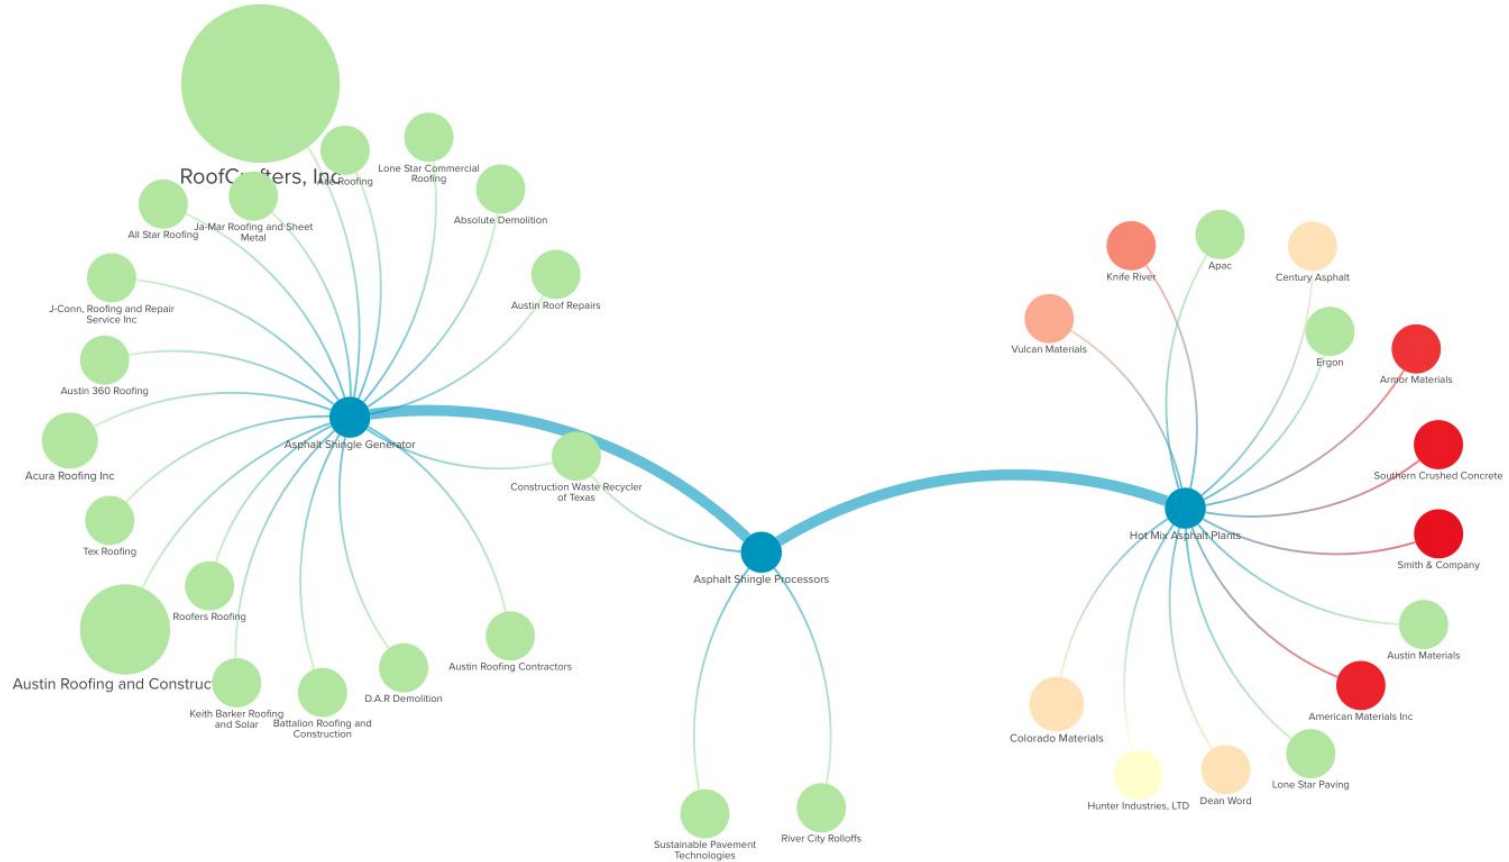 Lone Star Commercial
Roofing
RoofCrafters, Inc
Ace Roofing
Absolute Demolition
All Star Roofing
Ja-Mar Roofing and Sheet
Metal
J-Conn, Roofing and Repair
Service Inc
Austin Roof Repairs
Austin 360 Roofing
Asphalt Shingle Generator
Acura Roofing Inc
Construction Waste Recycler
of Texas
Tex Roofing
Asphalt Shingle Processors
Roofers Roofing
Austin Roofing and Construc
Austin Roofing Contractors
D.A.R Demolition
Keith Barker Roofing
and Solar
Battalion Roofing and
Construction
Sustainable Pavement
Technologies
River City Rolloffs
Knife River
Apac
Century Asphalt
Vulcan Materials
Ergon
Armor Materials
Southern Crushed Concrete
Hot Mix Asphalt Plants
Smith & Company
Austin Materials
American Materials Inc
Colorado Materials
Lone Star Paving
Hunter Industries, LTD
Dean Word